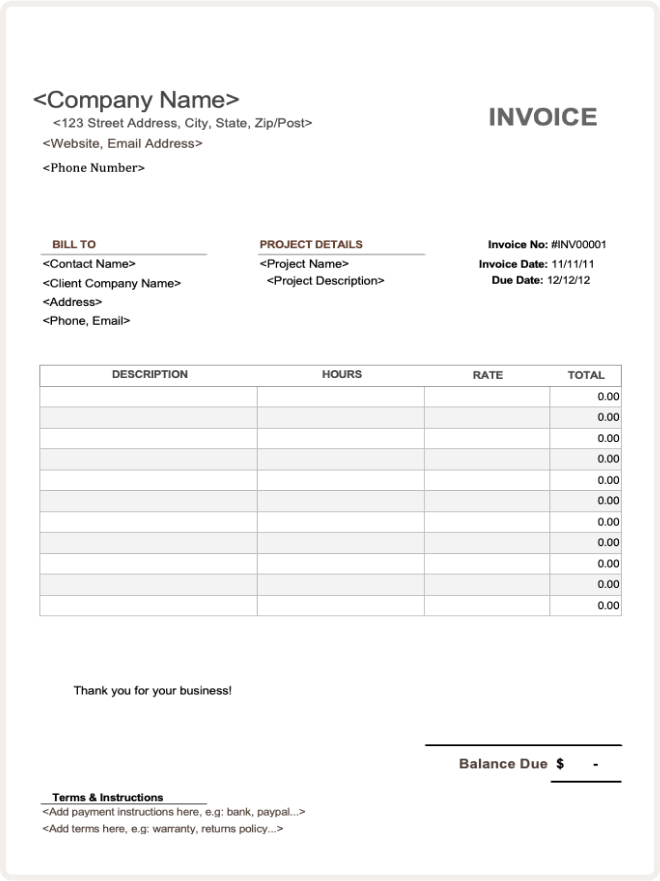 <Company Name>
INVOICE
<123 Street Address, City, State, Zip/Post>
<Website, Email Address>
<Phone Number>
BILL TO
<Contact Name>
<Client Company Name>
<Address>
<Phone, Email>
PROJECT DETAILS
<Project Name>
<Project Description>
Invoice No: #INV00001
Invoice Date: 11/11/11
Due Date: 12/12/12
DESCRIPTION HOURS RATE TOTAL
0.00
0.00
0.00
0.00
0.00
0.00
0.00
0.00
0.00
0.00
0.00
Thank you for your business!
Balance Due $ -
Terms & Instructions
<Add payment instructions here, e.g: bank, paypal...>
<Add terms here, e.g: warranty, returns policy...>